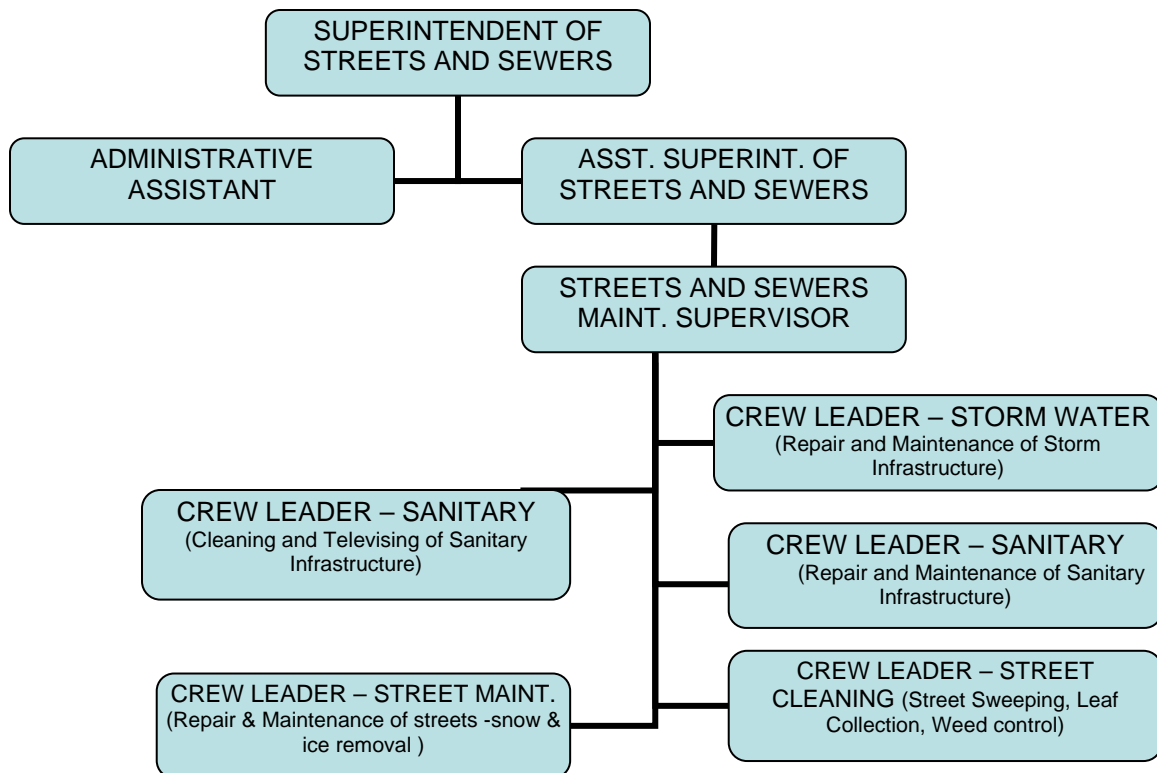 SUPERINTENDENT OF
STREETS AND SEWERS
ADMINISTRATIVE
ASSISTANT
ASST. SUPERINT. OF
STREETS AND SEWERS
STREETS AND SEWERS
MAINT. SUPERVISOR
CREW LEADER – STORM WATER
(Repair and Maintenance of Storm
Infrastructure)
CREW LEADER – SANITARY
(Cleaning and Televising of Sanitary
Infrastructure)
CREW LEADER – SANITARY
(Repair and Maintenance of Sanitary
Infrastructure)
CREW LEADER – STREET MAINT.
(Repair & Maintenance of streets -snow &
ice removal )
CREW LEADER – STREET
CLEANING (Street Sweeping, Leaf
Collection, Weed control)